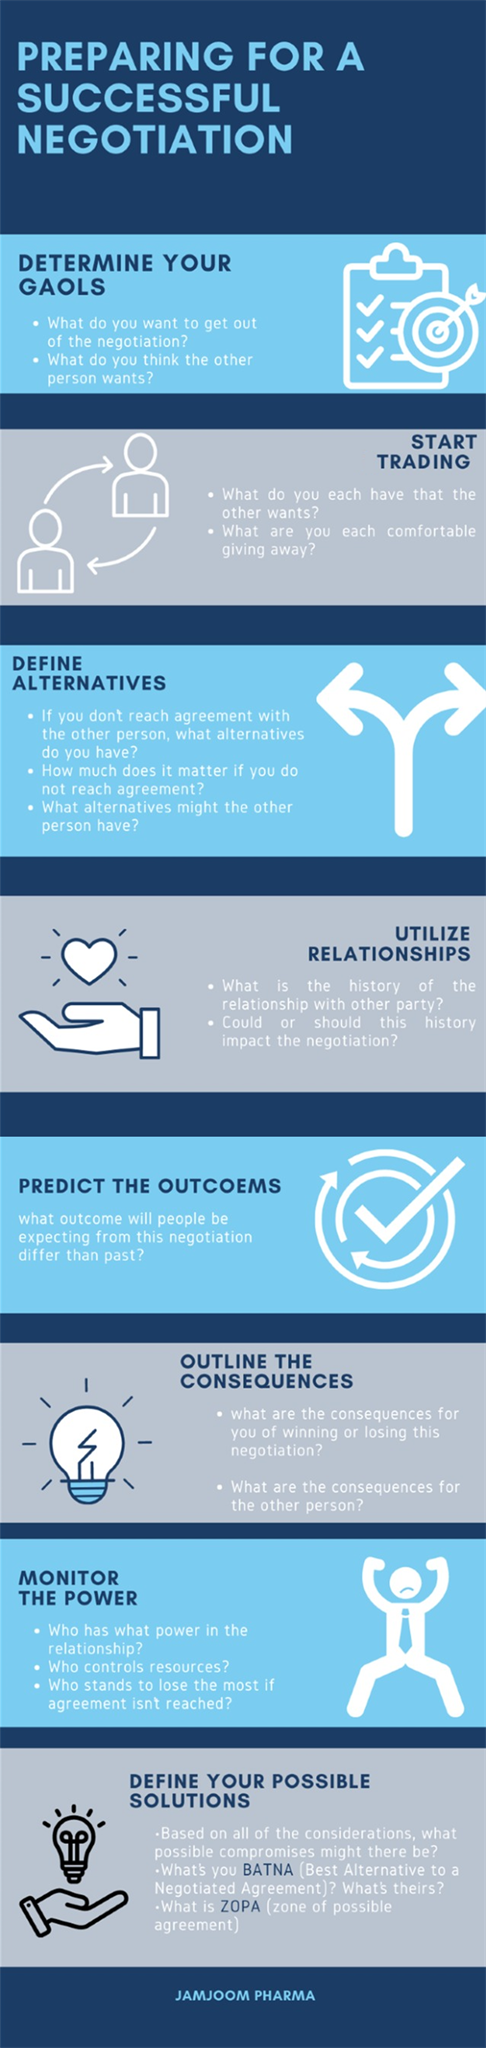 PREPARING FOR A
SUCCESSFUL
NEGOTIATION
DETERMINE YOUR
GAOLS
• What do you want to get out
of the negotiation?
• What do you think the other
person wants?
START
TRADING
• What do you each have that the
other wants?
• What are you each comfortable
giving away?
DEFINE
ALTERNATIVES
• If you don't reach agreement with
the other person, what alternatives
do you have?
• How much does it matter if you do
not reach agreement?
• What alternatives might the other
person have?
UTILIZE
RELATIONSHIPS
• What is the history of the
relationship with other party?
• Could or should this history
impact the negotiation?
PREDICT THE OUTCOEMS
what outcome will people be
expecting from this negotiation
differ than past?
OUTLINE THE
CONSEQUENCES
• what are the consequences for
you of winning or losing this
negotiation?
• What are the consequences for
the other person?
MONITOR
THE POWER
• Who has what power in the
relationship?
• Who controls resources?
• Who stands to lose the most if
agreement isn't reached?
DEFINE YOUR POSSIBLE
SOLUTIONS
•Based on all of the considerations, what
possible compromises might there be?
•What's you BATNA (Best Alternative to a
Negotiated Agreement)? What's theirs?
•What is ZOPA (zone of possible
agreement)
JAMJOOM PHARMA